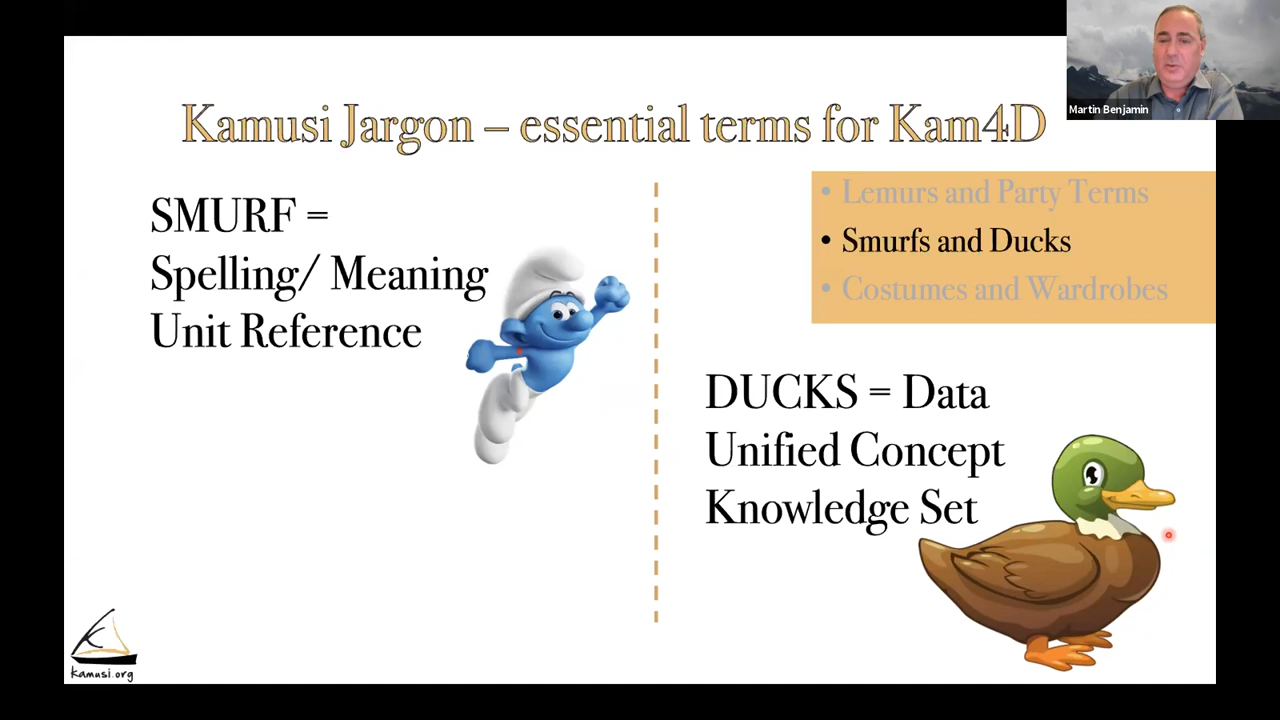 Martin Benjamin
Kamusi Jargon – essential terms for Kam4D
SMURF =
Spelling/ Meaning
Unit Reference
• Lemurs and Party Terms
• Smurfs and Ducks
• Costumes and Wardrobes
DUCKS = Data
Unified Concept
Knowledge Set
kamusi.org